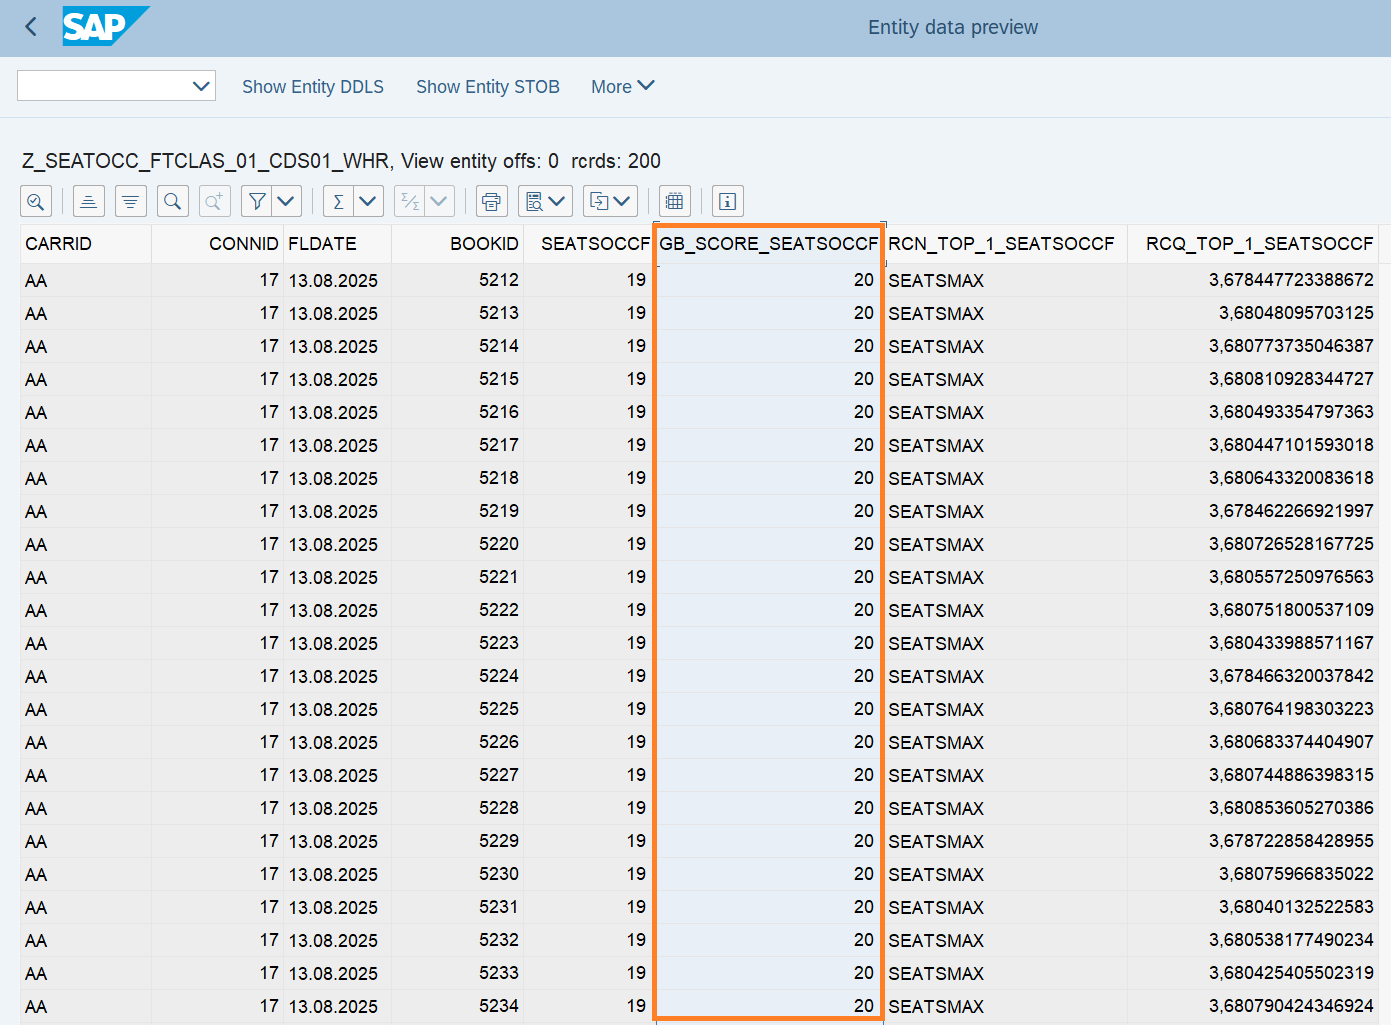 SAP
Entity data preview
Show Entity DDLS Show Entity STOB More
Z_SEATOCC_FTCLAS_01_CDS01_WHR, View entity offs: 0 rcrds: 200
CARRID CONNID FLDATE BOOKID SEATSOCCF GB_SCORE_SEATSOCCF RCN_TOP_1_SEATSOCCF RCQ_TOP_1_SEATSOCCF
AA 17 13.08.2025 5212 19 20 SEATSMAX 3,678447723388672
AA 17 13.08.2025 5213 19 20 SEATSMAX 3,68048095703125
AA 17 13.08.2025 5214 19 20 SEATSMAX 3,680773735046387
AA 17 13.08.2025 5215 19 20 SEATSMAX 3,680810928344727
AA 17 13.08.2025 5216 19 20 SEATSMAX 3,680493354797363
AA 17 13.08.2025 5217 19 20 SEATSMAX 3,680447101593018
AA 17 13.08.2025 5218 19 20 SEATSMAX 3,680643320083618
AA 17 13.08.2025 5219 19 20 SEATSMAX 3,678462266921997
AA 17 13.08.2025 5220 19 20 SEATSMAX 3,680726528167725
AA 17 13.08.2025 5221 19 20 SEATSMAX 3,680557250976563
AA 17 13.08.2025 5222 19 20 SEATSMAX 3,680751800537109
AA 17 13.08.2025 5223 19 20 SEATSMAX 3,680433988571167
AA 17 13.08.2025 5224 19 20 SEATSMAX 3,678466320037842
AA 17 13.08.2025 5225 19 20 SEATSMAX 3,680764198303223
AA 17 13.08.2025 5226 19 20 SEATSMAX 3,680683374404907
AA 17 13.08.2025 5227 19 20 SEATSMAX 3,680744886398315
AA 17 13.08.2025 5228 19 20 SEATSMAX 3,680853605270386
AA 17 13.08.2025 5229 19 20 SEATSMAX 3,678722858428955
AA 17 13.08.2025 5230 19 20 SEATSMAX 3,68075966835022
AA 17 13.08.2025 5231 19 20 SEATSMAX 3,68040132522583
AA 17 13.08.2025 5232 19 20 SEATSMAX 3,680538177490234
AA 17 13.08.2025 5233 19 20 SEATSMAX 3,680425405502319
AA 17 13.08.2025 5234 19 20 SEATSMAX 3,680790424346924